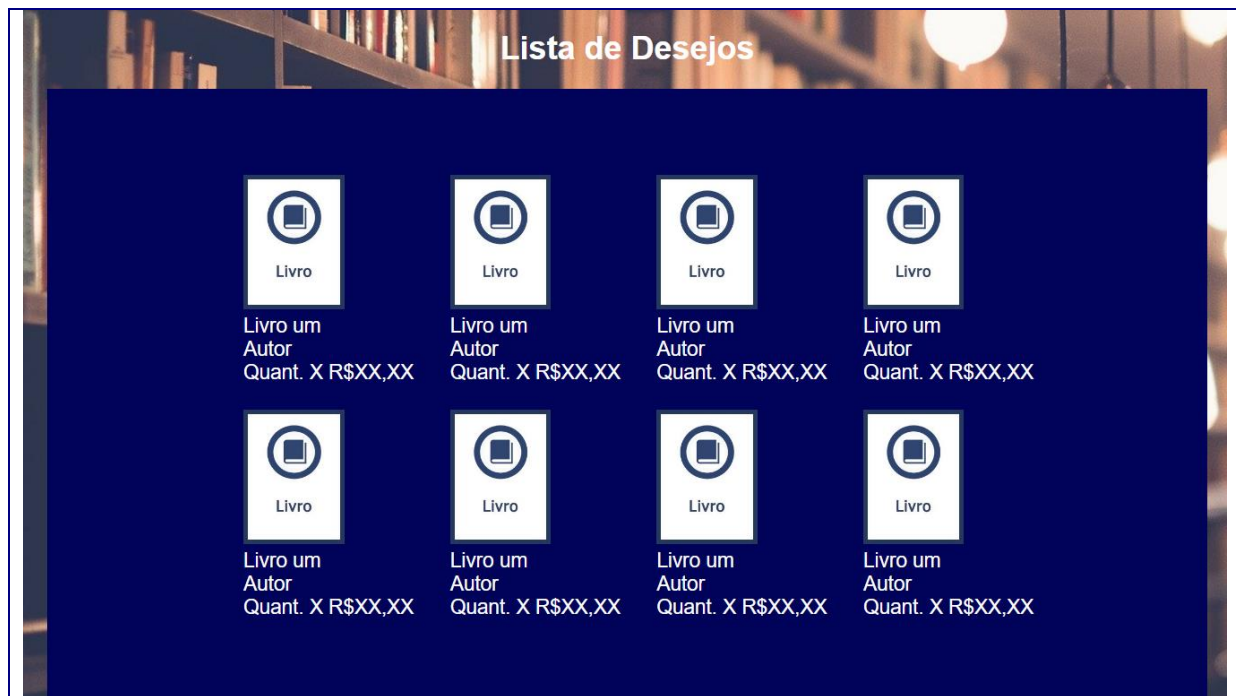 Lista de Desejos
Livro Livro Livro Livro
Livro um Livro um Livro um Livro um
Autor Autor Autor Autor
Quant. X R$XX,XX Quant. X R$XX,XX Quant. X R$XX,XX Quant. X R$XX,XX
Livro Livro Livro Livro
Livro um Livro um Livro um Livro um
Autor Autor Autor Autor
Quant. X R$XX,XX Quant. X R$XX,XX Quant. X R$XX,XX Quant. X R$XX,XX